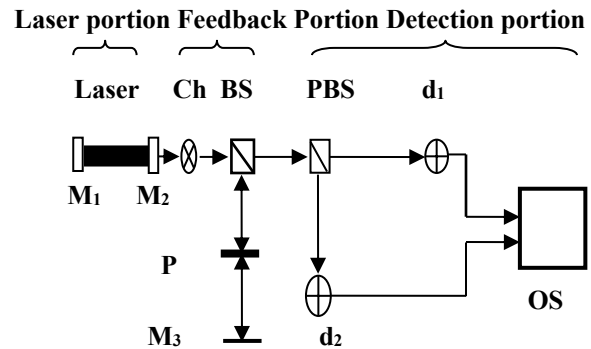 Laser portion Feedback Portion Detection portion
Laser Ch BS PBS d1
M1 M2
P
OS
M3 d2